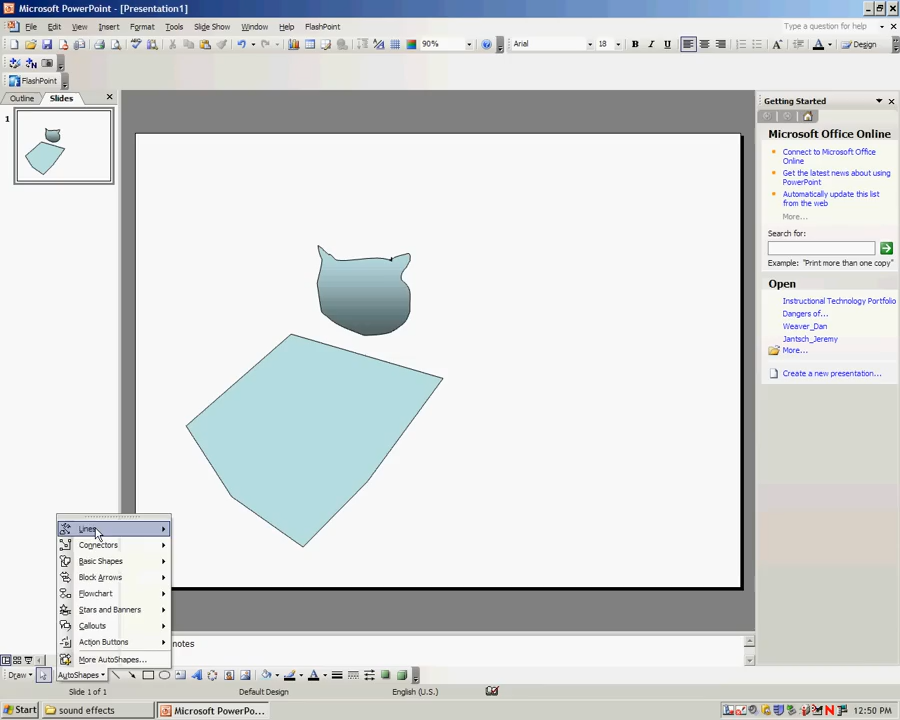 Microsoft PowerPoint - [Presentation1]
File Edit View Insert Format Tools Slide Show Window Help FlashPoint
Type a question for help
90% Arial 18 B I U Design
FlashPoint
Outline Slides
1
Getting Started
Microsoft Office Online
Connect to Microsoft Office
Online
Get the latest news about using
PowerPoint
Automatically update this list
from the web
More...
Search for:
Example: "Print more than one copy"
Open
Instructional Technology Portfolio
Dangers of...
Weaver_Dan
Jantsch_Jeremy
More...
Create a new presentation...
Lines
Connectors
Basic Shapes
Block Arrows
Flowchart
Stars and Banners
Callouts
Action Buttons
More AutoShapes...
notes
Draw AutoShapes
Slide 1 of 1 Default Design English (U.S.)
Start sound effects Microsoft PowerPo... 12:50 PM